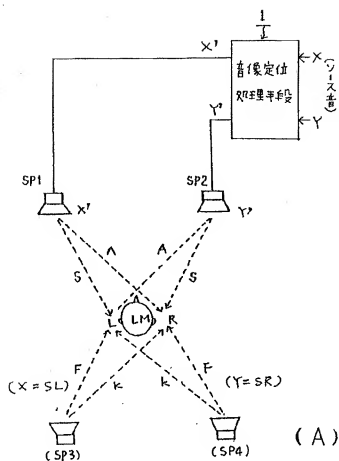 1
X'
音像定位
処理手段
X
(ソース音)
Y'
Y
SP1
SP2
X'
Y'
A
A
S
S
L
LM
R
F
F
(X=SL)
K
K
(Y=SR)
(SP3)
(SP4)
(A)